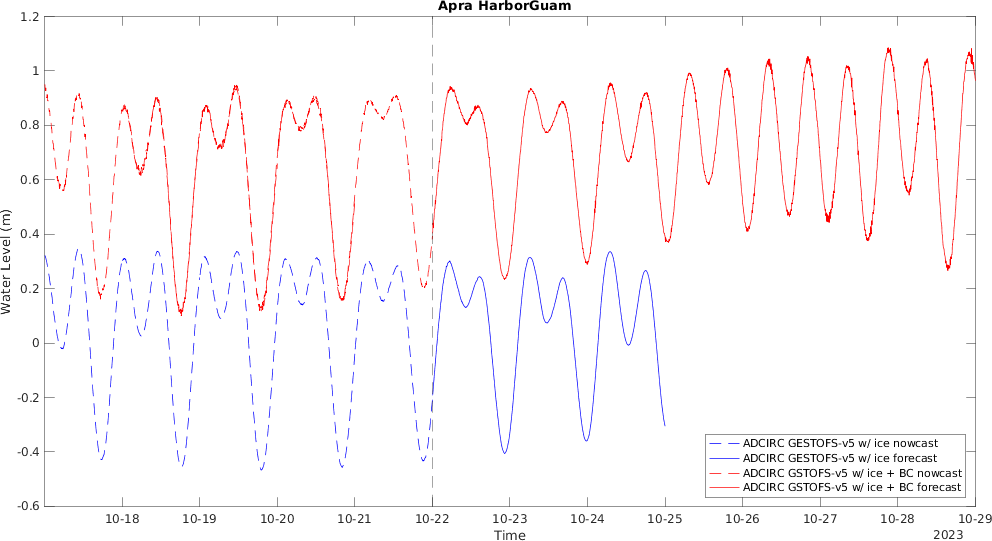 Apra HarborGuam
1.2
1
0.8
0.6
0.4
0.2
0
-0.2
-0.4
-0.6
Water Level (m)
ADCIRC GESTOFS-v5 w/ ice nowcast
ADCIRC GESTOFS-v5 w/ ice forecast
ADCIRC GSTOFS-v5 w/ ice + BC nowcast
ADCIRC GSTOFS-v5 w/ ice + BC forecast
10-18 10-19 10-20 10-21 10-22 10-23 10-24 10-25 10-26 10-27 10-28 10-29
Time
2023